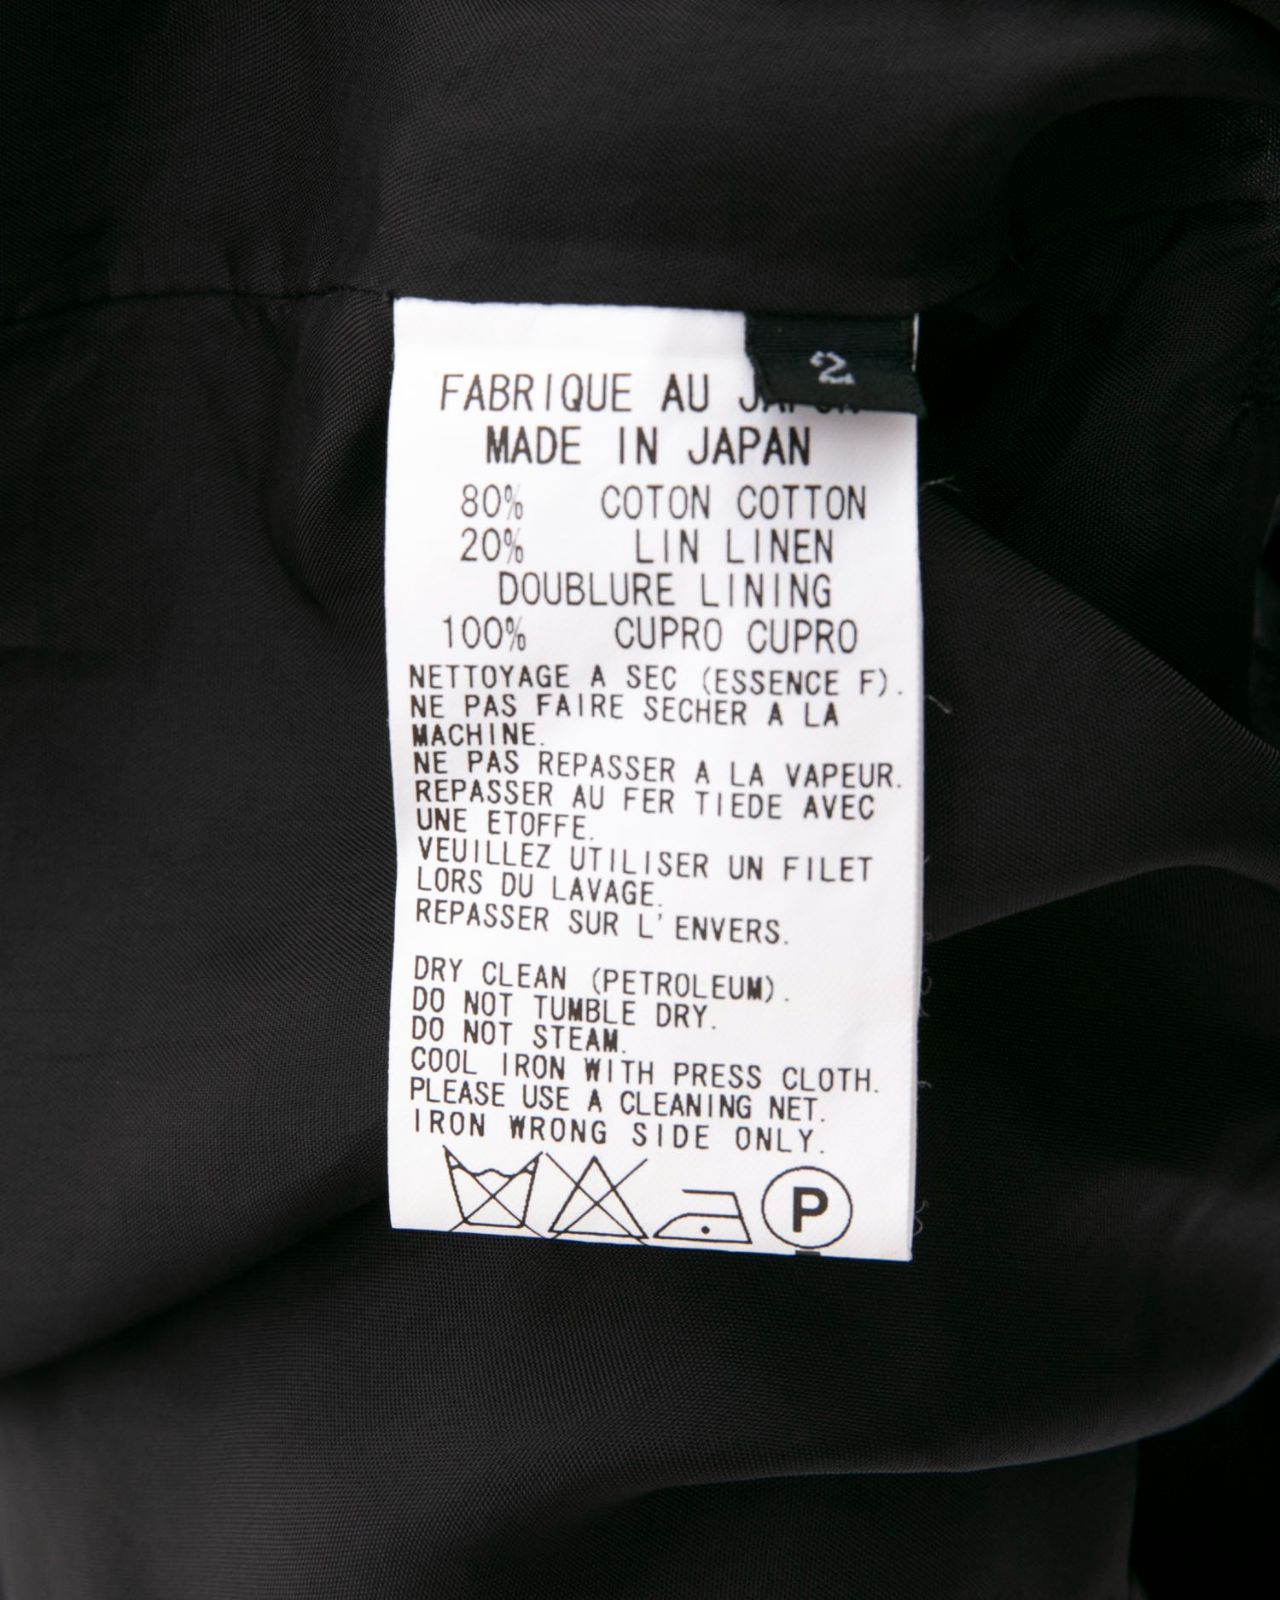 2
FABRIQUE AU JAPON
MADE IN JAPAN
80% COTON COTTON
20% LIN LINEN
DOUBLURE LINING
100% CUPRO CUPRO
NETTOYAGE A SEC (ESSENCE F).
NE PAS FAIRE SECHER A LA
MACHINE.
NE PAS REPASSER A LA VAPEUR.
REPASSER AU FER TIEDE AVEC
UNE ETOFFE.
VEUILLEZ UTILISER UN FILET
LORS DU LAVAGE.
REPASSER SUR L'ENVERS.
DRY CLEAN (PETROLEUM).
DO NOT TUMBLE DRY.
DO NOT STEAM.
COOL IRON WITH PRESS CLOTH.
PLEASE USE A CLEANING NET.
IRON WRONG SIDE ONLY.
P